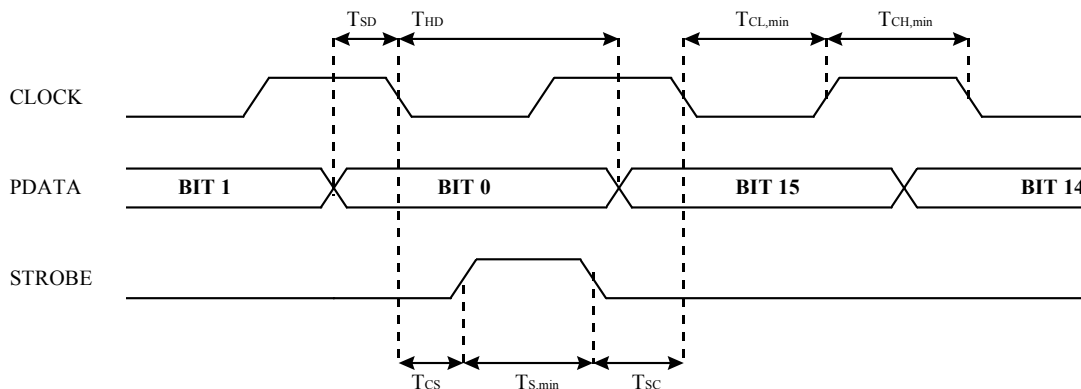 TSD THD TCL,min TCH,min
CLOCK
PDATA BIT 1 BIT 0 BIT 15 BIT 14
STROBE
TCS TS,min TSC